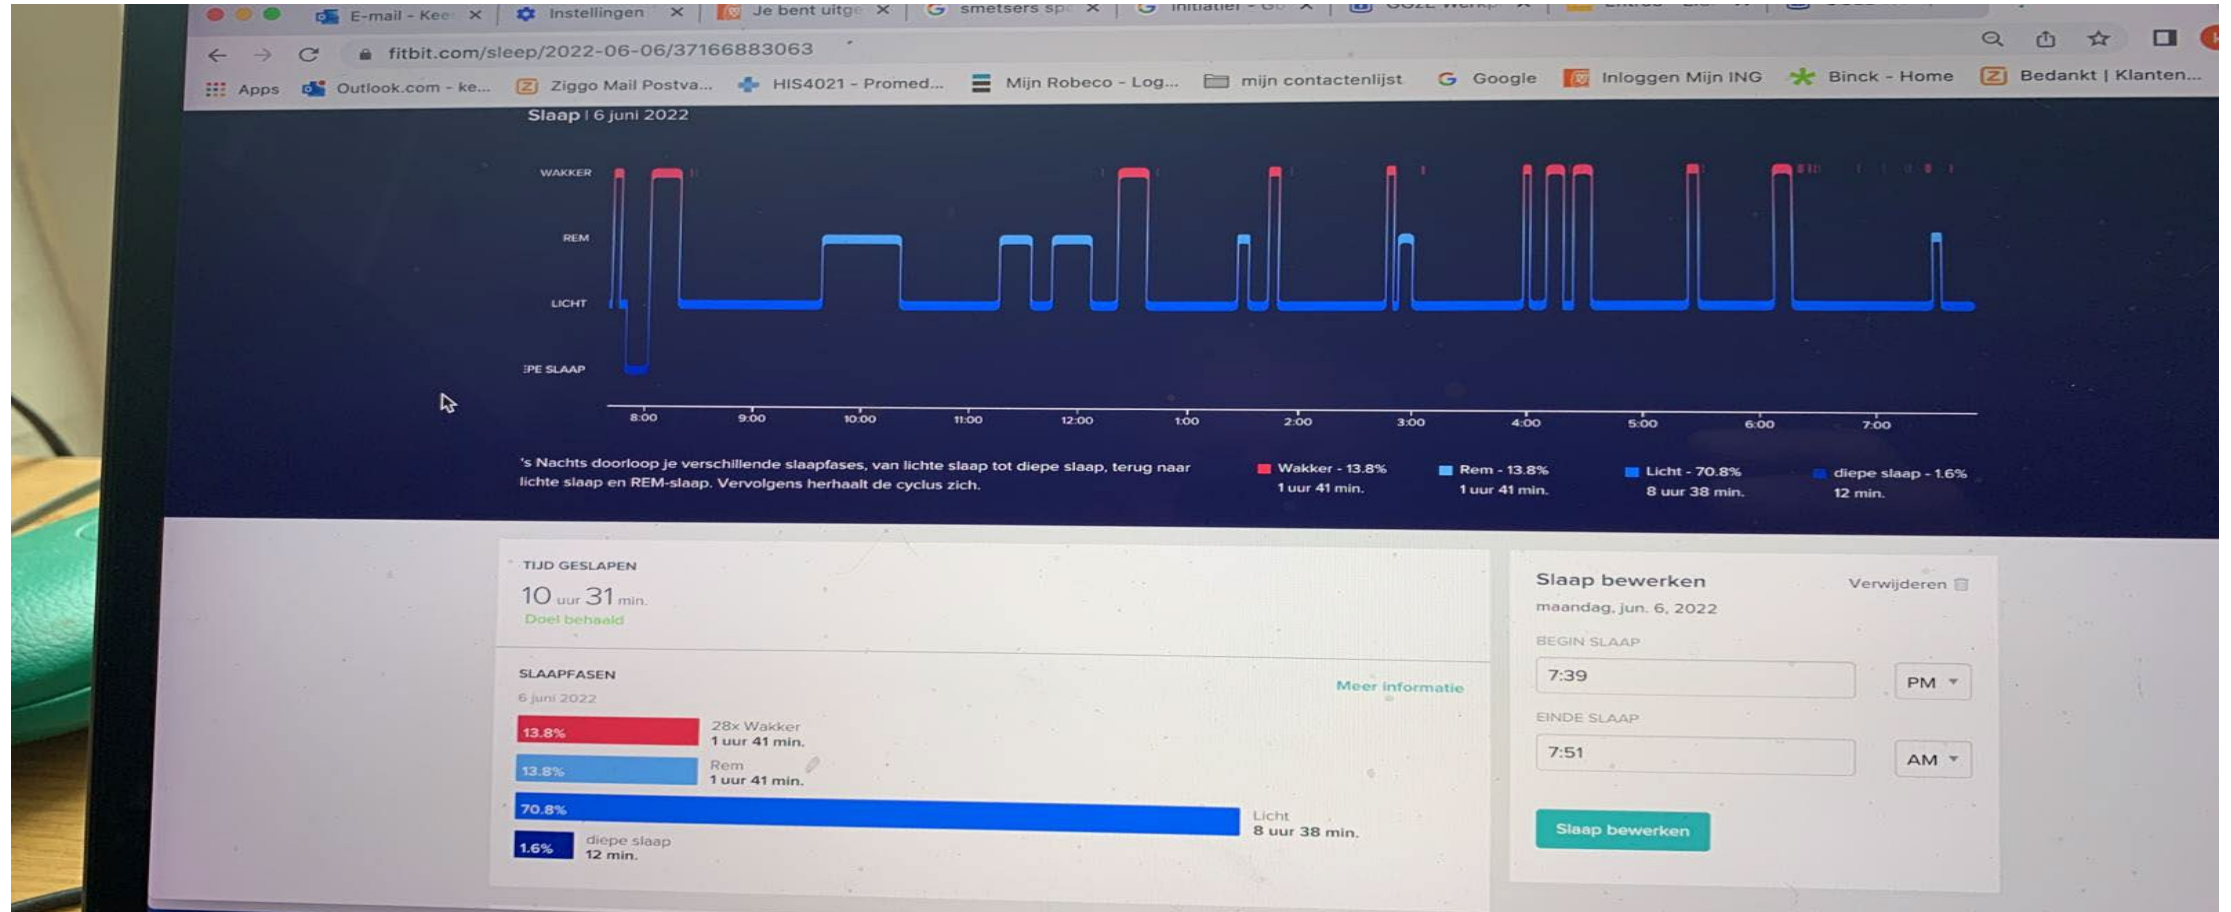 E-mail - Kee
Instellingen
Je bent uitge
smetsers spo
fitbit.com/sleep/2022-06-06/37166883063
Apps
Outlook.com - ke...
Ziggo Mail Postva...
HIS4021 - Promed...
Mijn Robeco - Log...
mijn contactenlijst
Google
Inloggen Mijn ING
Binck - Home
Bedankt | Klanten...
Slaap | 6 juni 2022
WAKKER
REM
LICHT
EPE SLAAP
8:00 9:00 10:00 11:00 12:00 1:00 2:00 3:00 4:00 5:00 6:00 7:00
's Nachts doorloop je verschillende slaapfases, van lichte slaap tot diepe slaap, terug naar
lichte slaap en REM-slaap. Vervolgens herhaalt de cyclus zich.
Wakker - 13.8%
1 uur 41 min.
Rem - 13.8%
1 uur 41 min.
Licht - 70.8%
8 uur 38 min.
diepe slaap - 1.6%
12 min.
TIJD GESLAPEN
10 uur 31 min.
Doel behaald
SLAAPFASEN
6 juni 2022
Meer informatie
13.8%
28x Wakker
1 uur 41 min.
13.8%
Rem
1 uur 41 min.
70.8%
Licht
8 uur 38 min.
1.6%
diepe slaap
12 min.
Slaap bewerken
Verwijderen
maandag, jun. 6, 2022
BEGIN SLAAP
7:39
PM
EINDE SLAAP
7:51
AM
Slaap bewerken